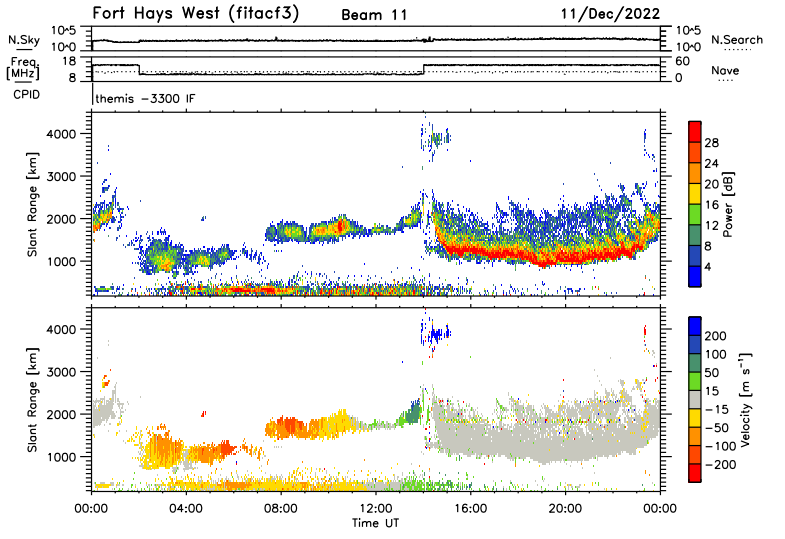 Fort Hays West (fitacf3) Beam 11 11/Dec/2022
10^5 10^5
N.Sky N.Search
10^0 10^0
Freq. 18 60
[MHz] Nave
8 0
CPID themis -3300 IF
Slant Range [km]
4000
3000
2000
1000
28
24
20
16
12
8
4
Power [dB]
Slant Range [km]
4000
3000
2000
1000
200
100
50
15
-15
-50
-100
-200
Velocity [m s^-1]
00:00 04:00 08:00 12:00 16:00 20:00 00:00
Time UT